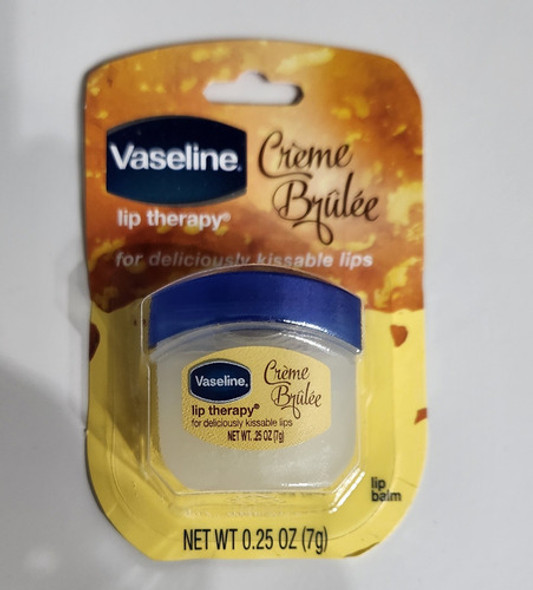 Vaseline®
Crème
Brûlée
lip therapy®
for deliciously kissable lips
Vaseline®
Crème
Brûlée
lip therapy®
for deliciously kissable lips
NET WT. .25 OZ (7g)
lip
balm
NET WT 0.25 OZ (7g)